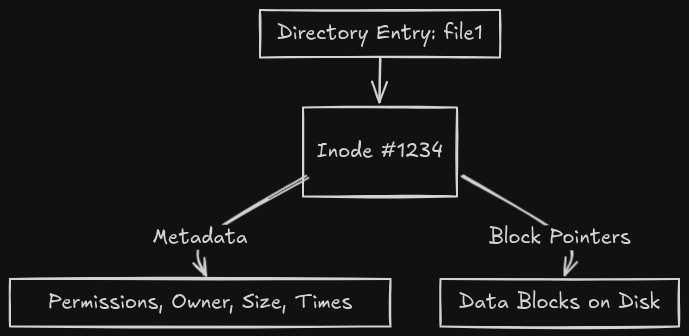 Directory Entry: file1
Inode #1234
Metadata
Block Pointers
Permissions, Owner, Size, Times
Data Blocks on Disk